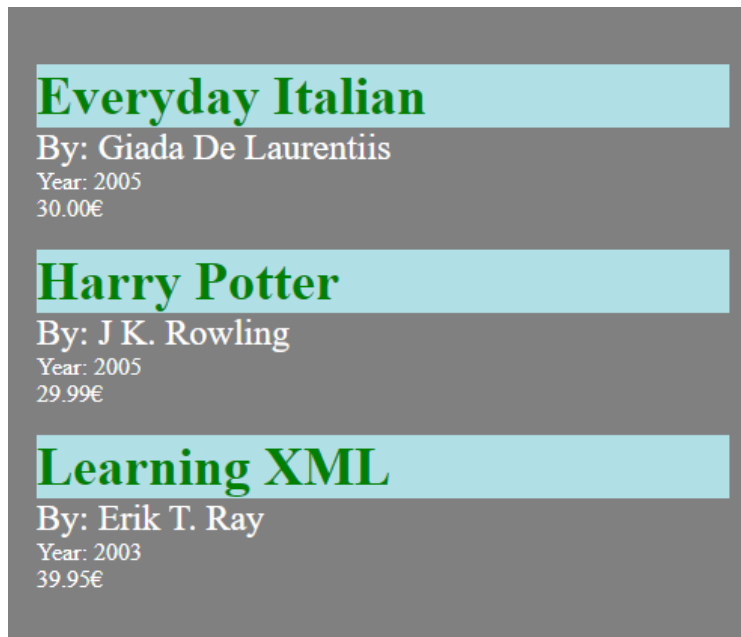 Everyday Italian
By: Giada De Laurentiis
Year: 2005
30.00€
Harry Potter
By: J K. Rowling
Year: 2005
29.99€
Learning XML
By: Erik T. Ray
Year: 2003
39.95€